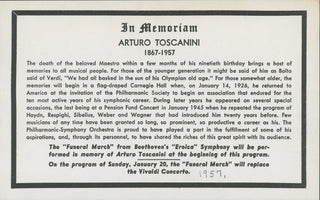 In Memoriam
ARTURO TOSCANINI
1867-1957
The death of the beloved Maestro within a few months of his ninetieth birthday brings a host of
memories to all musical people. For those of the younger generation it might be said of him as Boito
said of Verdi, "We had all basked in the sun of his Olympian old age." For those somewhat older, the
memories will begin in a flag-draped Carnegie Hall when, on January 14, 1926, he returned to
America at the invitation of the Philharmonic Society to begin an association that endured for the
ten most active years of his symphonic career. During later years he appeared on several special
occasions, the last being at a Pension Fund Concert in January 1945 when he repeated the program of
Haydn, Respighi, Sibelius, Weber and Wagner that had introduced him twenty years before. Few
musicians of any time have been granted so long, so prominent, so productive a career as his. The
Philharmonic-Symphony Orchestra is proud to have played a part in the fulfillment of some of his
aspirations, and, through its personnel, to have shared the riches of this great spirit with its audience.
The "Funeral March" from Beethoven's "Eroica" Symphony will be per-
formed in memory of Arturo Toscanini at the beginning of this program.
On the program of Sunday, January 20, the "Funeral March" will replace
the Vivaldi Concerto. 1957.